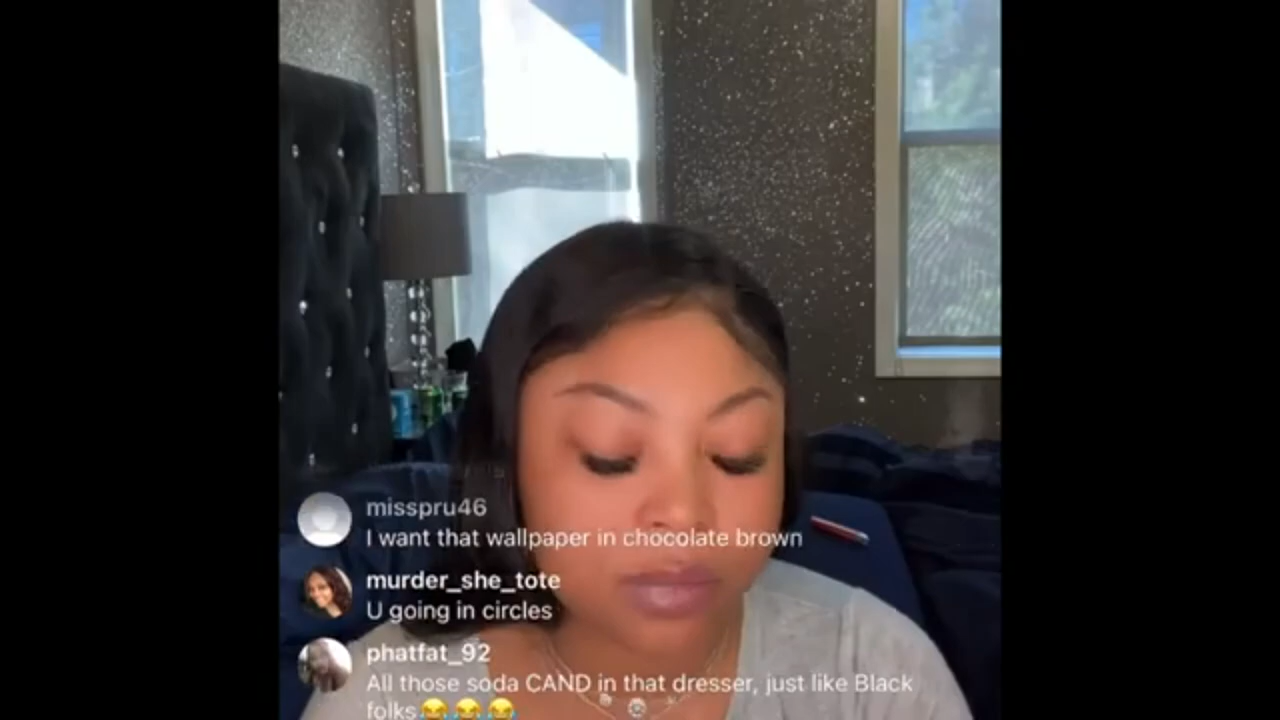 misspru46
I want that wallpaper in chocolate brown
murder_she_tote
U going in circles
phatfat_92
All those soda CAND in that dresser, just like Black
folks😂😂😂